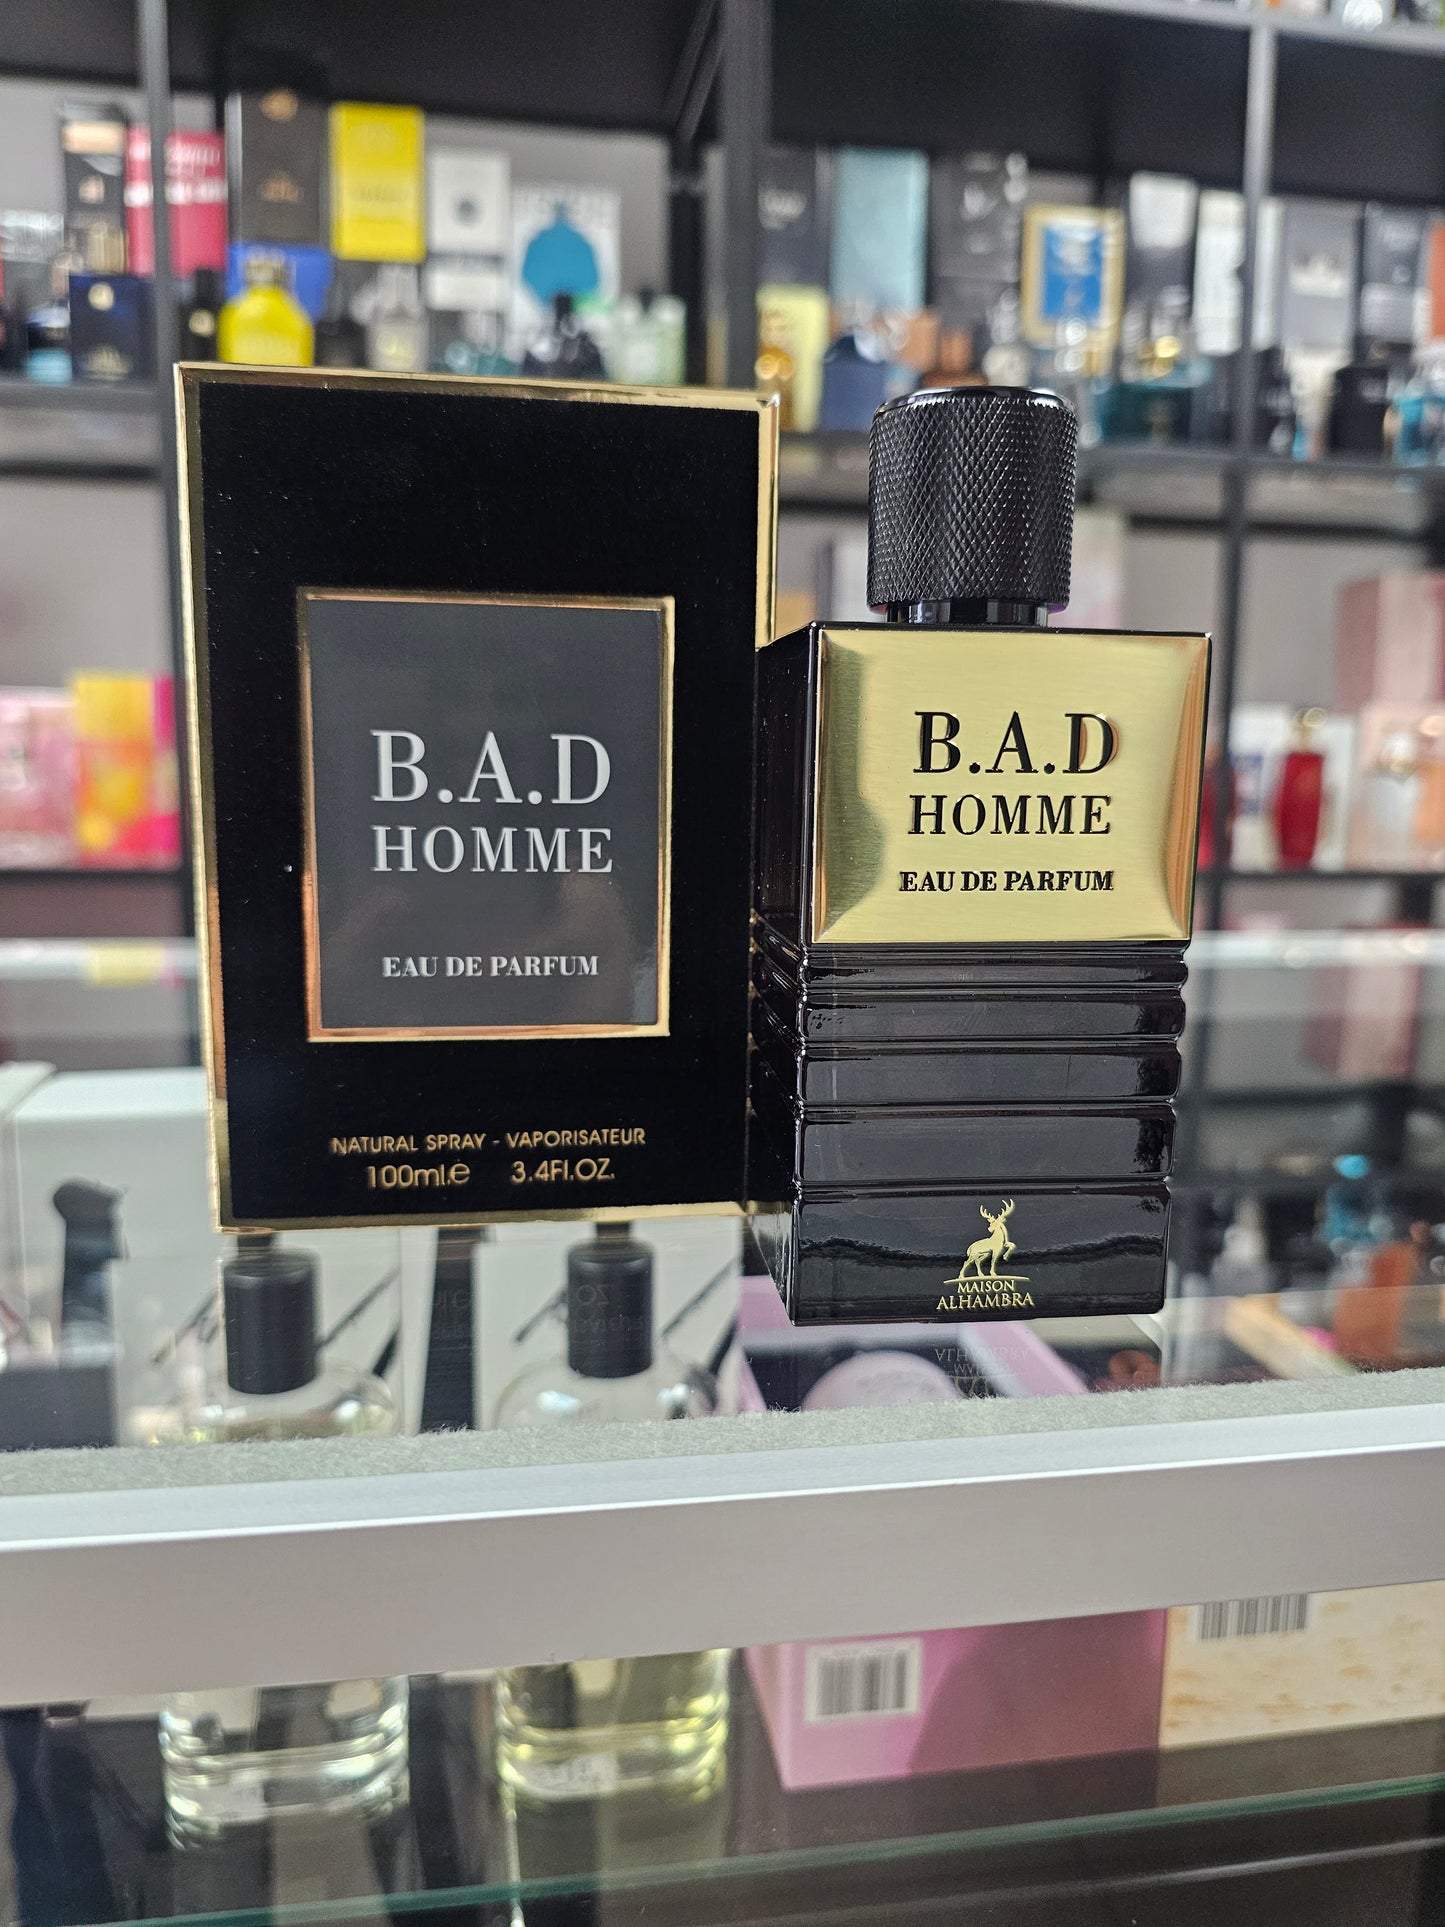 B.A.D
HOMME
EAU DE PARFUM
NATURAL SPRAY - VAPORISATEUR
100ml.e 3.4Fl.OZ.
B.A.D
HOMME
EAU DE PARFUM
MAISON
ALHAMBRA